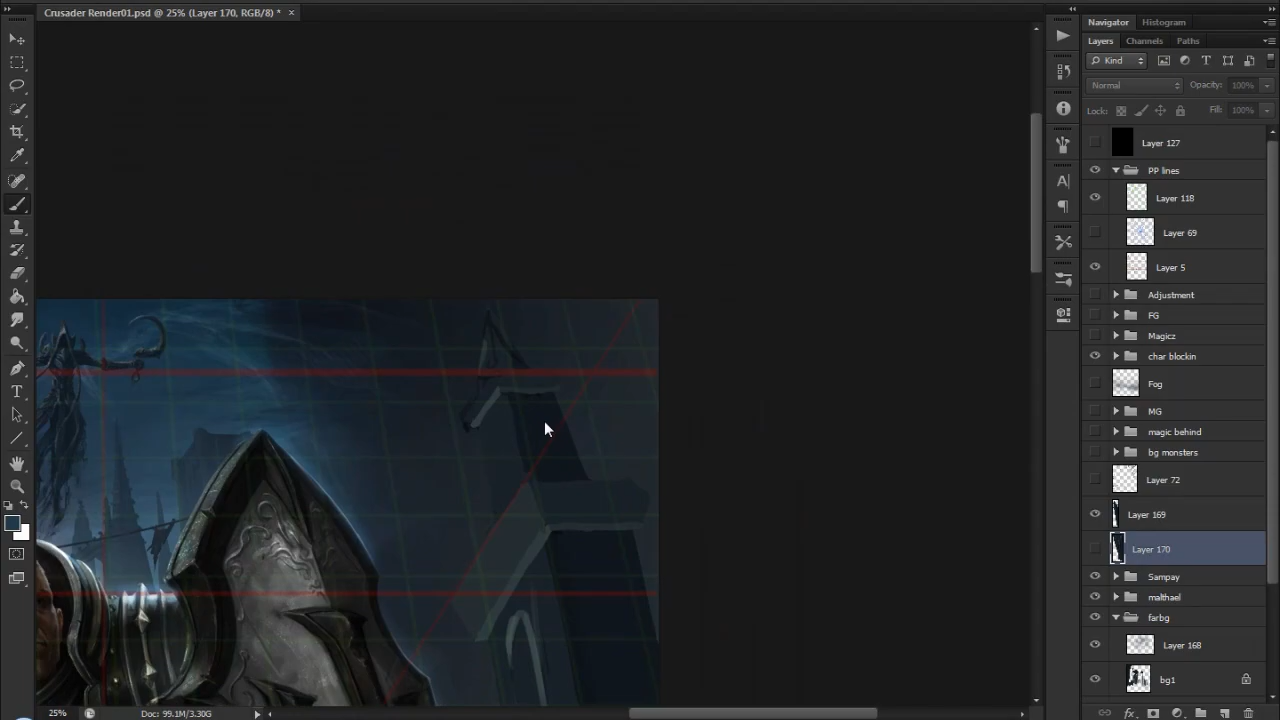 Crusader Render01.psd @ 25% (Layer 170, RGB/8) *
Navigator
Histogram
Layers
Channels
Paths
Kind
Normal
Opacity:
100%
Lock:
Fill:
100%
Layer 127
PP lines
Layer 118
Layer 69
Layer 5
Adjustment
FG
Magicz
char blockin
Fog
MG
magic behind
bg monsters
Layer 72
Layer 169
Layer 170
Sampay
malthael
farbg
Layer 168
bg1
25%
Doc: 99.1M/3.30G